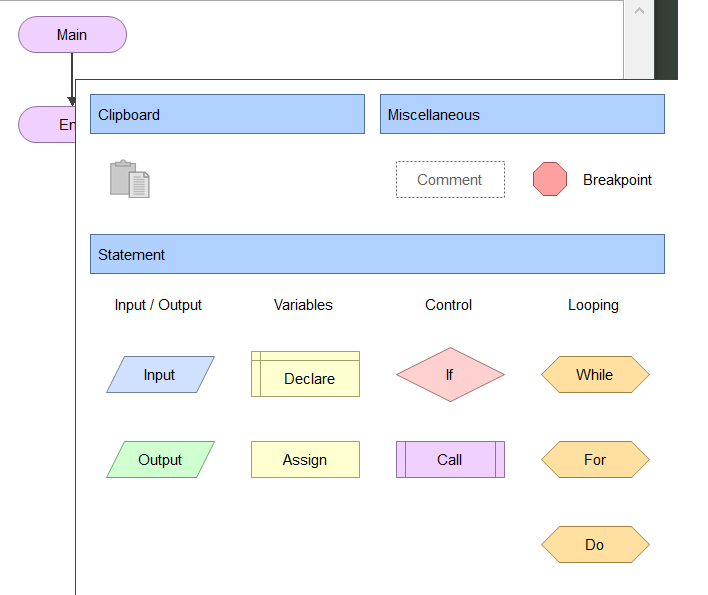 Main
En
Clipboard
Miscellaneous
Comment
Breakpoint
Statement
Input / Output
Variables
Control
Looping
Input
Declare
If
While
Output
Assign
Call
For
Do